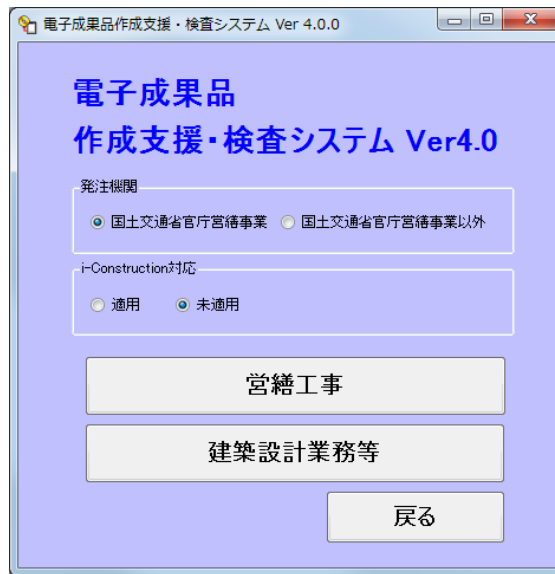 電子成果品作成支援・検査システム Ver 4.0.0
電子成果品
作成支援・検査システム Ver4.0
発注機関
国土交通省官庁営繕事業 国土交通省官庁営繕事業以外
i-Construction対応
適用 未適用
営繕工事
建築設計業務等
戻る